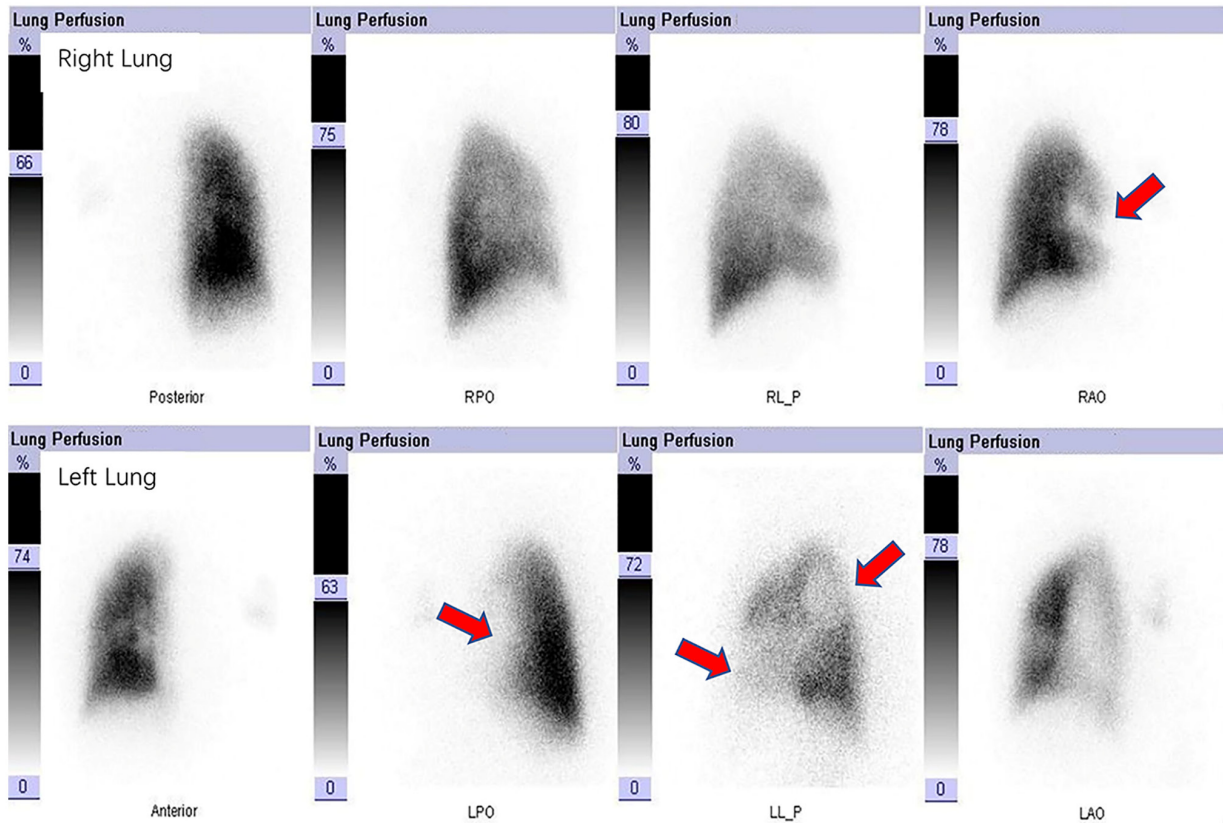 Lung Perfusion
%
Right Lung
66
0
Posterior
Lung Perfusion
%
75
0
RPO
Lung Perfusion
%
80
0
RL_P
Lung Perfusion
%
78
0
RAO
Lung Perfusion
%
Left Lung
74
0
Anterior
Lung Perfusion
%
63
0
LPO
Lung Perfusion
%
72
0
LL_P
Lung Perfusion
%
78
0
LAO